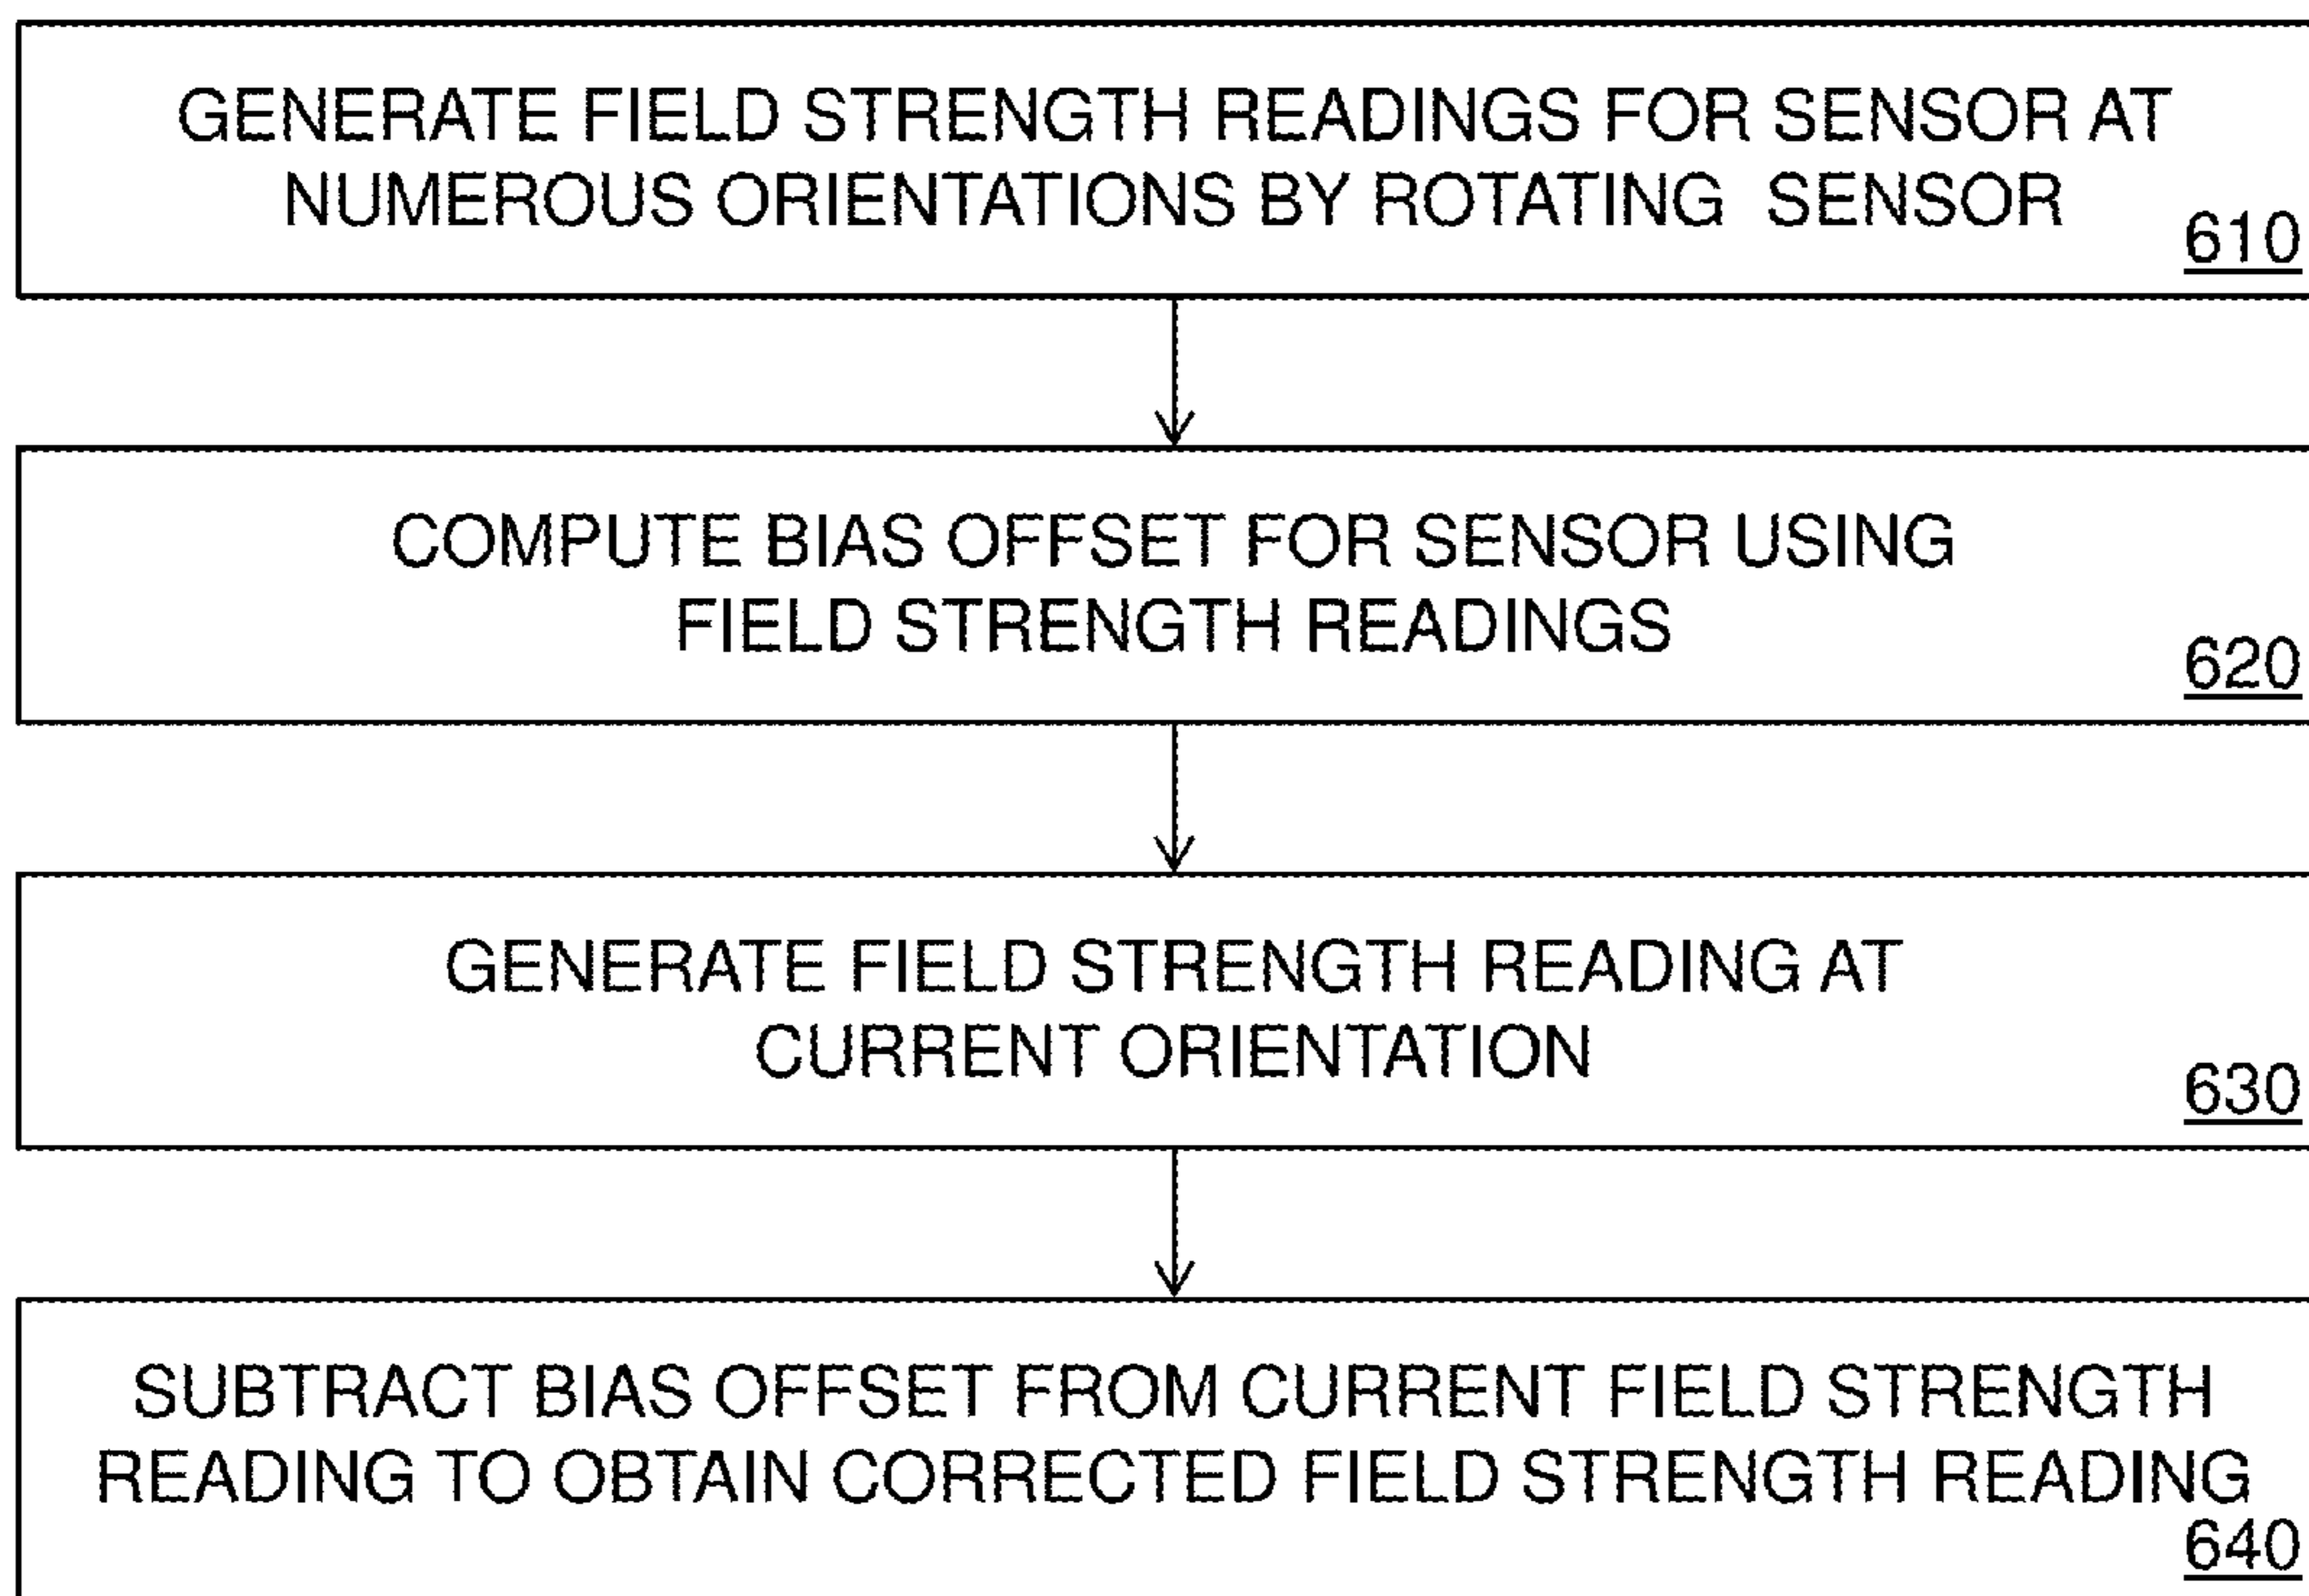 GENERATE FIELD STRENGTH READINGS FOR SENSOR AT
NUMEROUS ORIENTATIONS BY ROTATING SENSOR
610
COMPUTE BIAS OFFSET FOR SENSOR USING
FIELD STRENGTH READINGS
620
GENERATE FIELD STRENGTH READING AT
CURRENT ORIENTATION
630
SUBTRACT BIAS OFFSET FROM CURRENT FIELD STRENGTH
READING TO OBTAIN CORRECTED FIELD STRENGTH READING
640